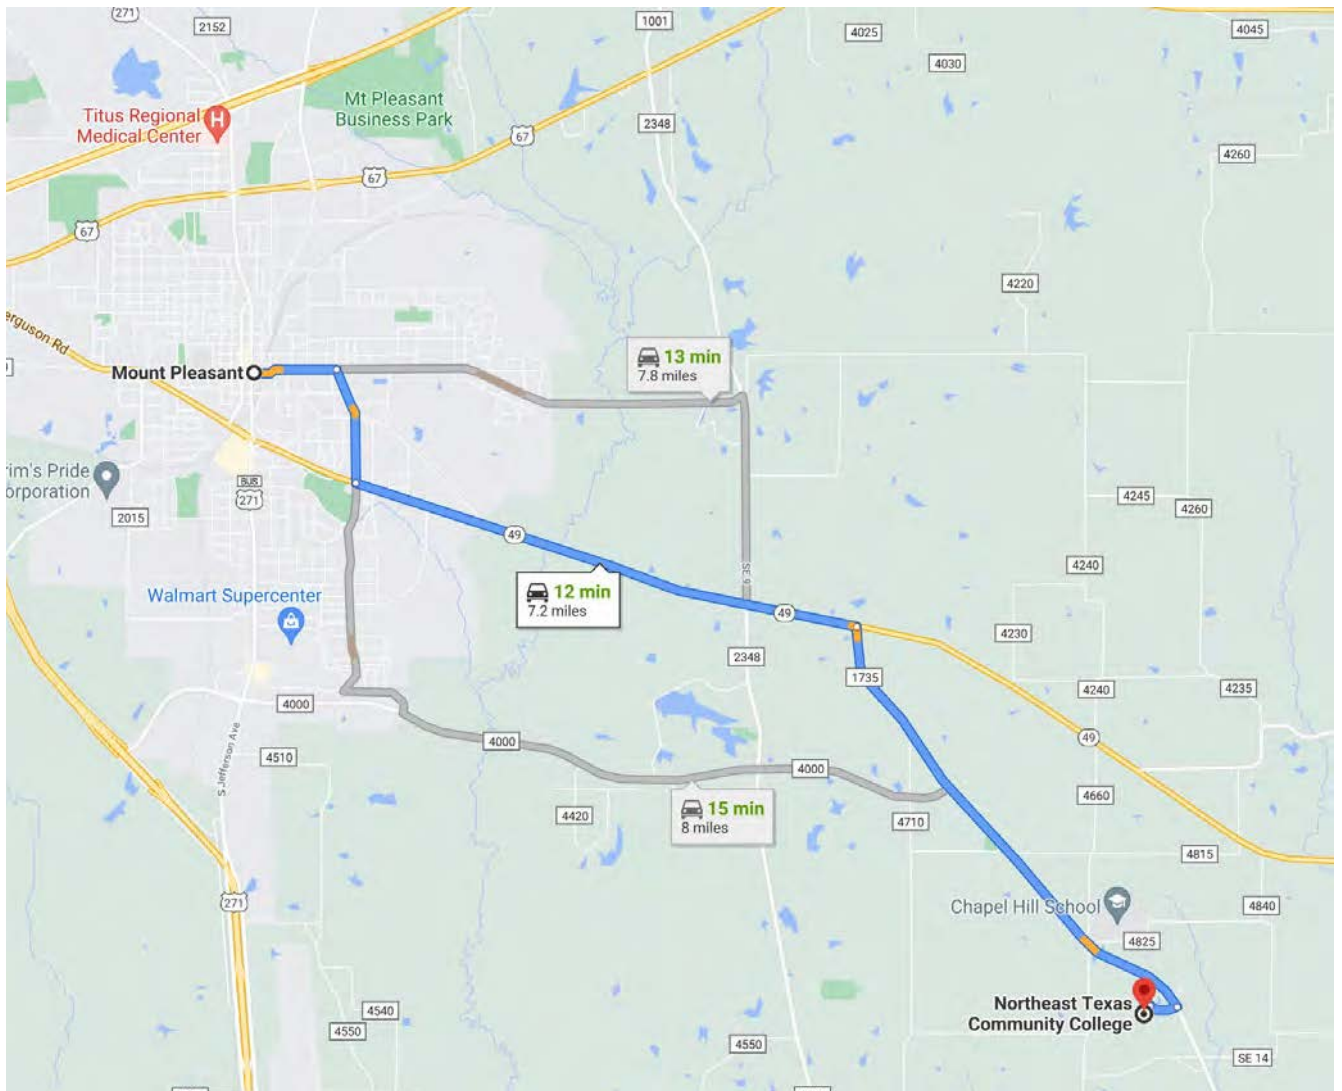 271
2152
1001
4025
4045
4030
Mt Pleasant
Business Park
Titus Regional
Medical Center
H
67
2348
4260
67
67
4220
erguson Rd
13 min
7.8 miles
Mount Pleasant
rim's Pride
orporation
BUS
271
4245
4260
2015
49
4240
SE 9
12 min
7.2 miles
Walmart Supercenter
49
4230
2348
1735
4240
4235
4000
4000
49
S Jefferson Ave
4510
4000
15 min
8 miles
4660
4420
4710
4815
271
Chapel Hill School
4840
4825
Northeast Texas
Community College
4540
4550
4550
SE 14